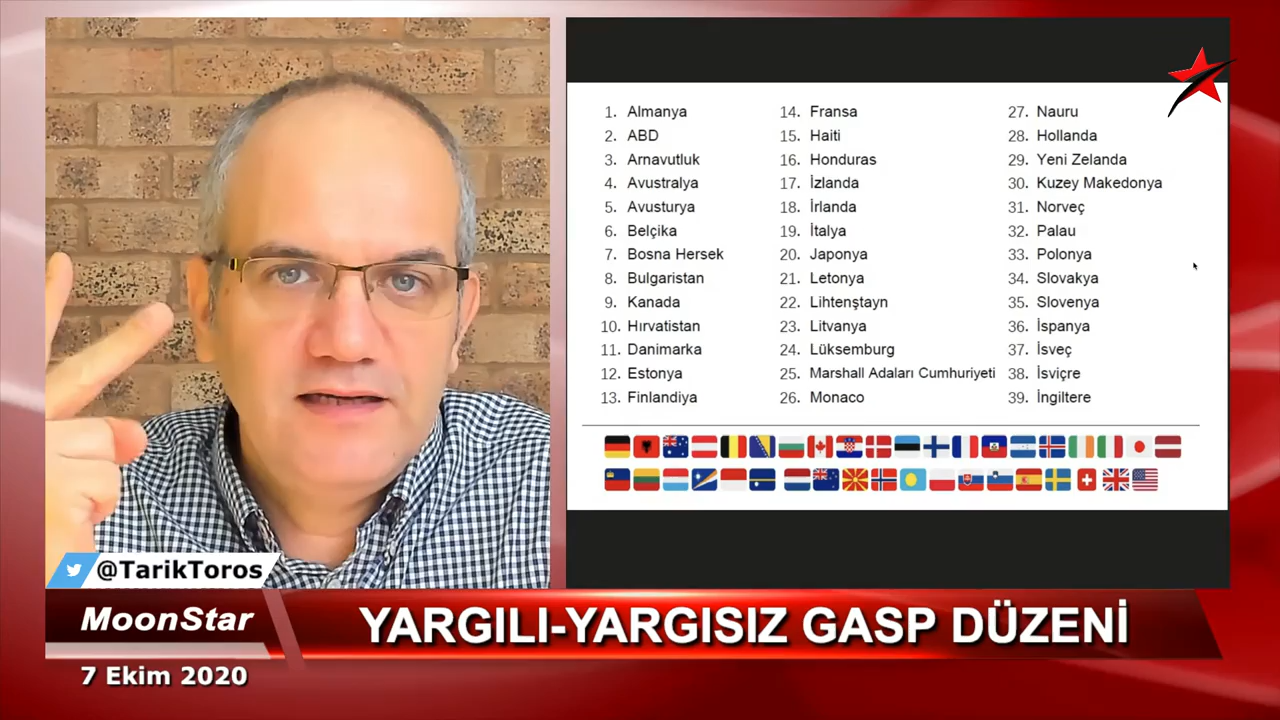 1. Almanya
2. ABD
3. Arnavutluk
4. Avustralya
5. Avusturya
6. Belçika
7. Bosna Hersek
8. Bulgaristan
9. Kanada
10. Hırvatistan
11. Danimarka
12. Estonya
13. Finlandiya
14. Fransa
15. Haiti
16. Honduras
17. İzlanda
18. İrlanda
19. İtalya
20. Japonya
21. Letonya
22. Lihtenştayn
23. Litvanya
24. Lüksemburg
25. Marshall Adaları Cumhuriyeti
26. Monaco
27. Nauru
28. Hollanda
29. Yeni Zelanda
30. Kuzey Makedonya
31. Norveç
32. Palau
33. Polonya
34. Slovakya
35. Slovenya
36. İspanya
37. İsveç
38. İsviçre
39. İngiltere
@TarikToros
MoonStar
YARGILI-YARGISIZ GASP DÜZENİ
7 Ekim 2020